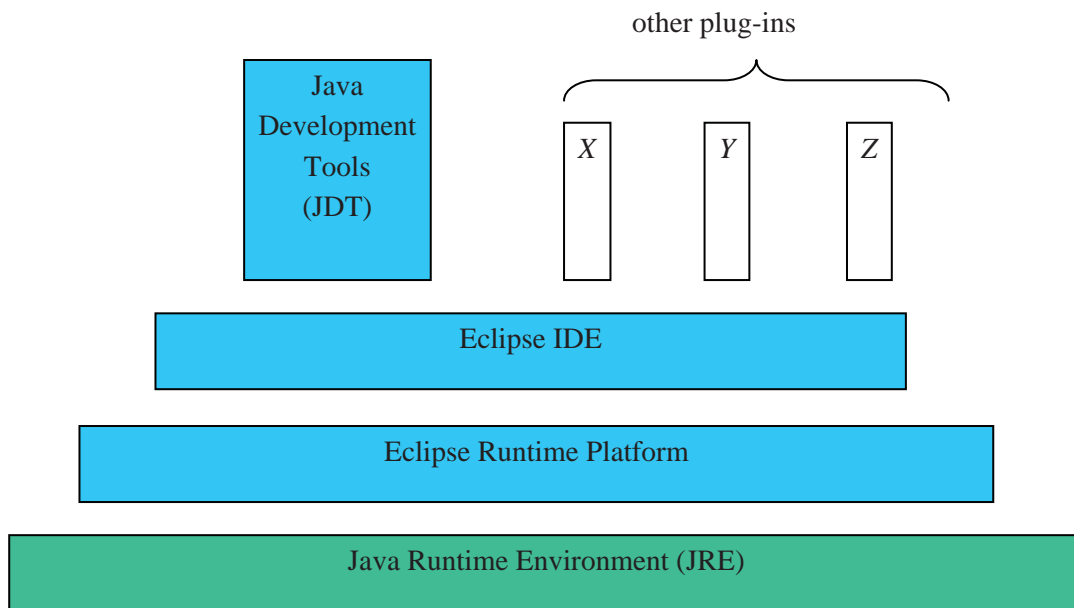 other plug-ins
Java
Development
Tools
(JDT)
X
Y
Z
Eclipse IDE
Eclipse Runtime Platform
Java Runtime Environment (JRE)